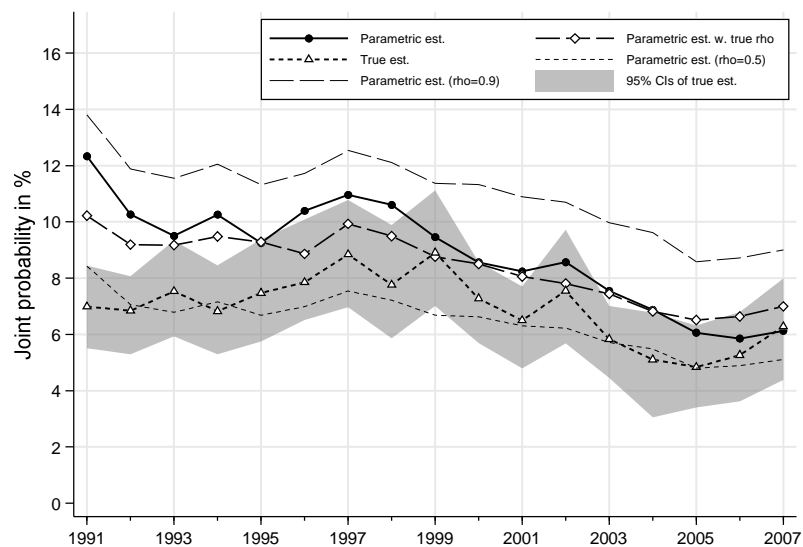 Parametric est.
Parametric est. w. true rho
True est.
Parametric est. (rho=0.5)
Parametric est. (rho=0.9)
95% CIs of true est.
Joint probability in %
16
14
12
10
8
6
4
2
0
1991 1993 1995 1997 1999 2001 2003 2005 2007